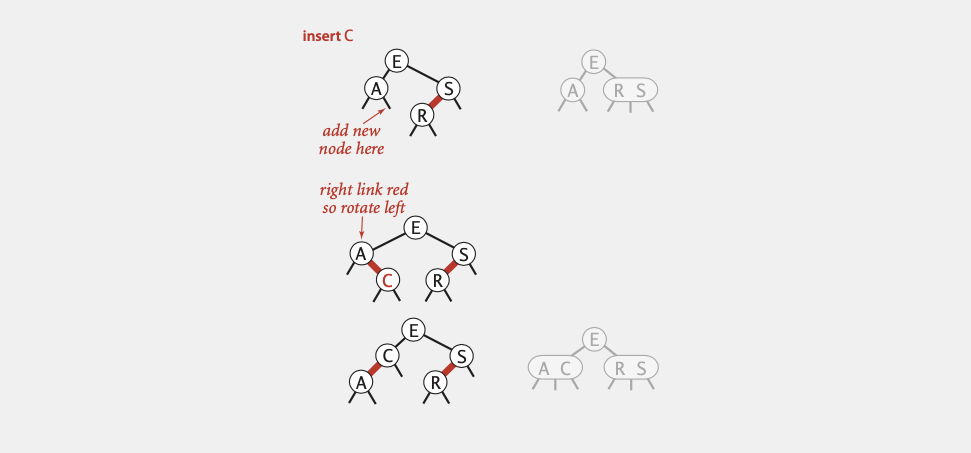 insert C
E
E
A
S
A
R S
R
add new
node here
right link red
so rotate left
E
A
S
C
R
E
E
C
S
A C
R S
A
R